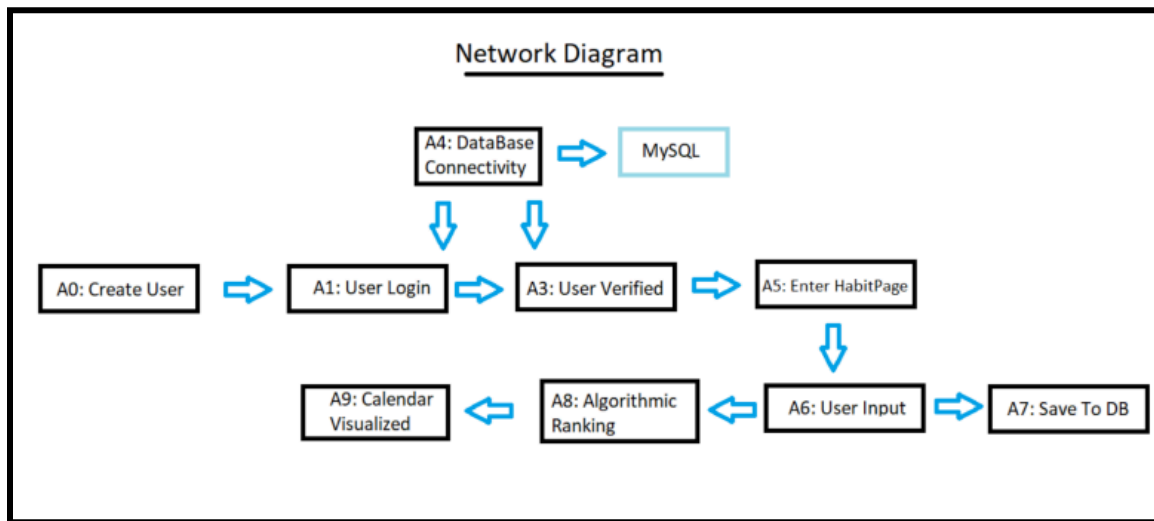 Network Diagram
A4: DataBase
Connectivity
MySQL
A0: Create User
A1: User Login
A3: User Verified
A5: Enter HabitPage
A9: Calendar
Visualized
A8: Algorithmic
Ranking
A6: User Input
A7: Save To DB